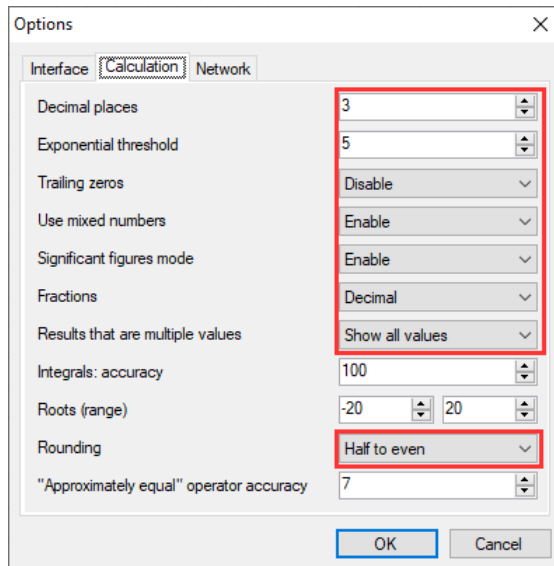 Options
Interface Calculation Network
Decimal places 3
Exponential threshold 5
Trailing zeros Disable
Use mixed numbers Enable
Significant figures mode Enable
Fractions Decimal
Results that are multiple values Show all values
Integrals: accuracy 100
Roots (range) -20 20
Rounding Half to even
"Approximately equal" operator accuracy 7
OK Cancel